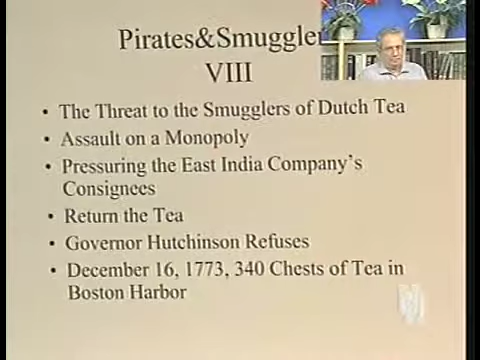 Pirates&Smuggler
VIII
• The Threat to the Smugglers of Dutch Tea
• Assault on a Monopoly
• Pressuring the East India Company's
Consignees
• Return the Tea
• Governor Hutchinson Refuses
• December 16, 1773, 340 Chests of Tea in
Boston Harbor